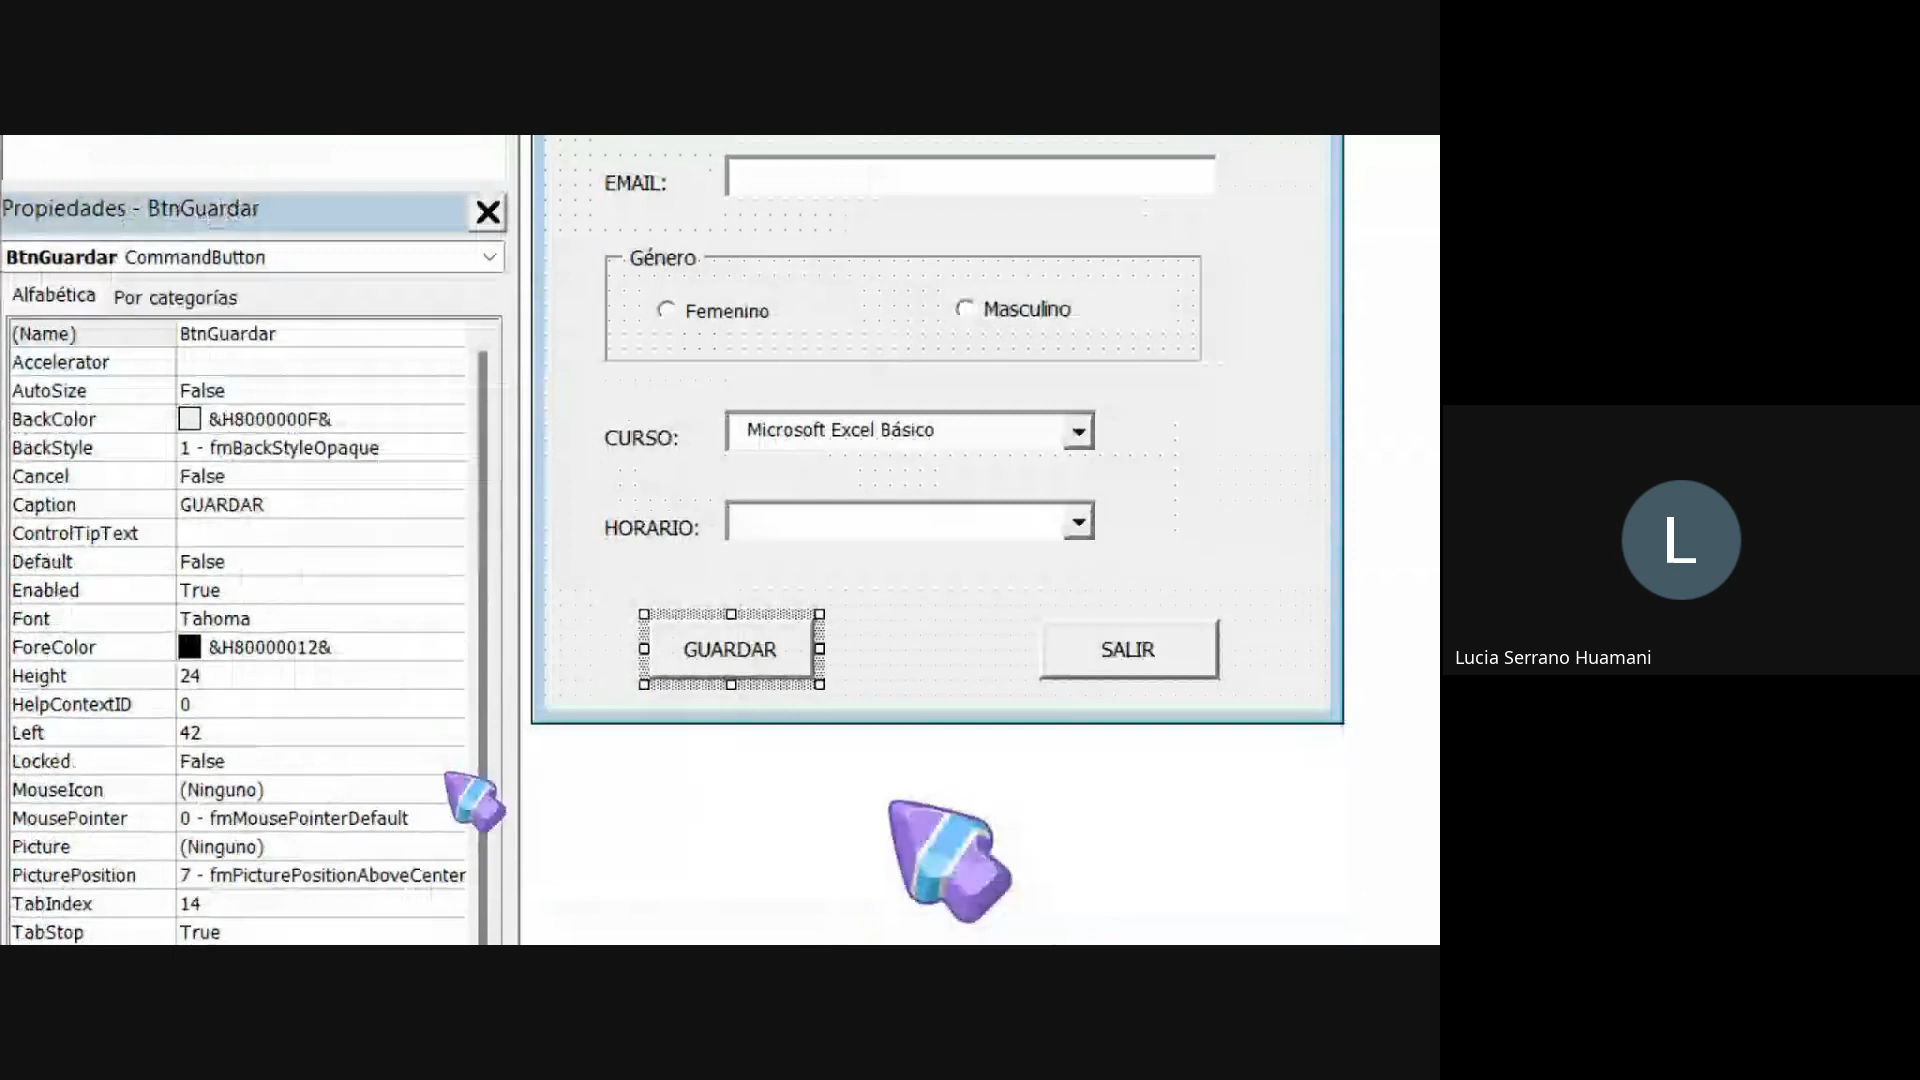 Propiedades - BtnGuardar
BtnGuardar CommandButton
Alfabética Por categorías
(Name) BtnGuardar
Accelerator
AutoSize False
BackColor &H8000000F&
BackStyle 1 - fmBackStyleOpaque
Cancel False
Caption GUARDAR
ControlTipText
Default False
Enabled True
Font Tahoma
ForeColor &H80000012&
Height 24
HelpContextID 0
Left 42
Locked False
MouseIcon (Ninguno)
MousePointer 0 - fmMousePointerDefault
Picture (Ninguno)
PicturePosition 7 - fmPicturePositionAboveCenter
TabIndex 14
TabStop True
EMAIL:
Género
Femenino Masculino
CURSO: Microsoft Excel Básico
HORARIO:
GUARDAR SALIR
L
Lucia Serrano Huamani